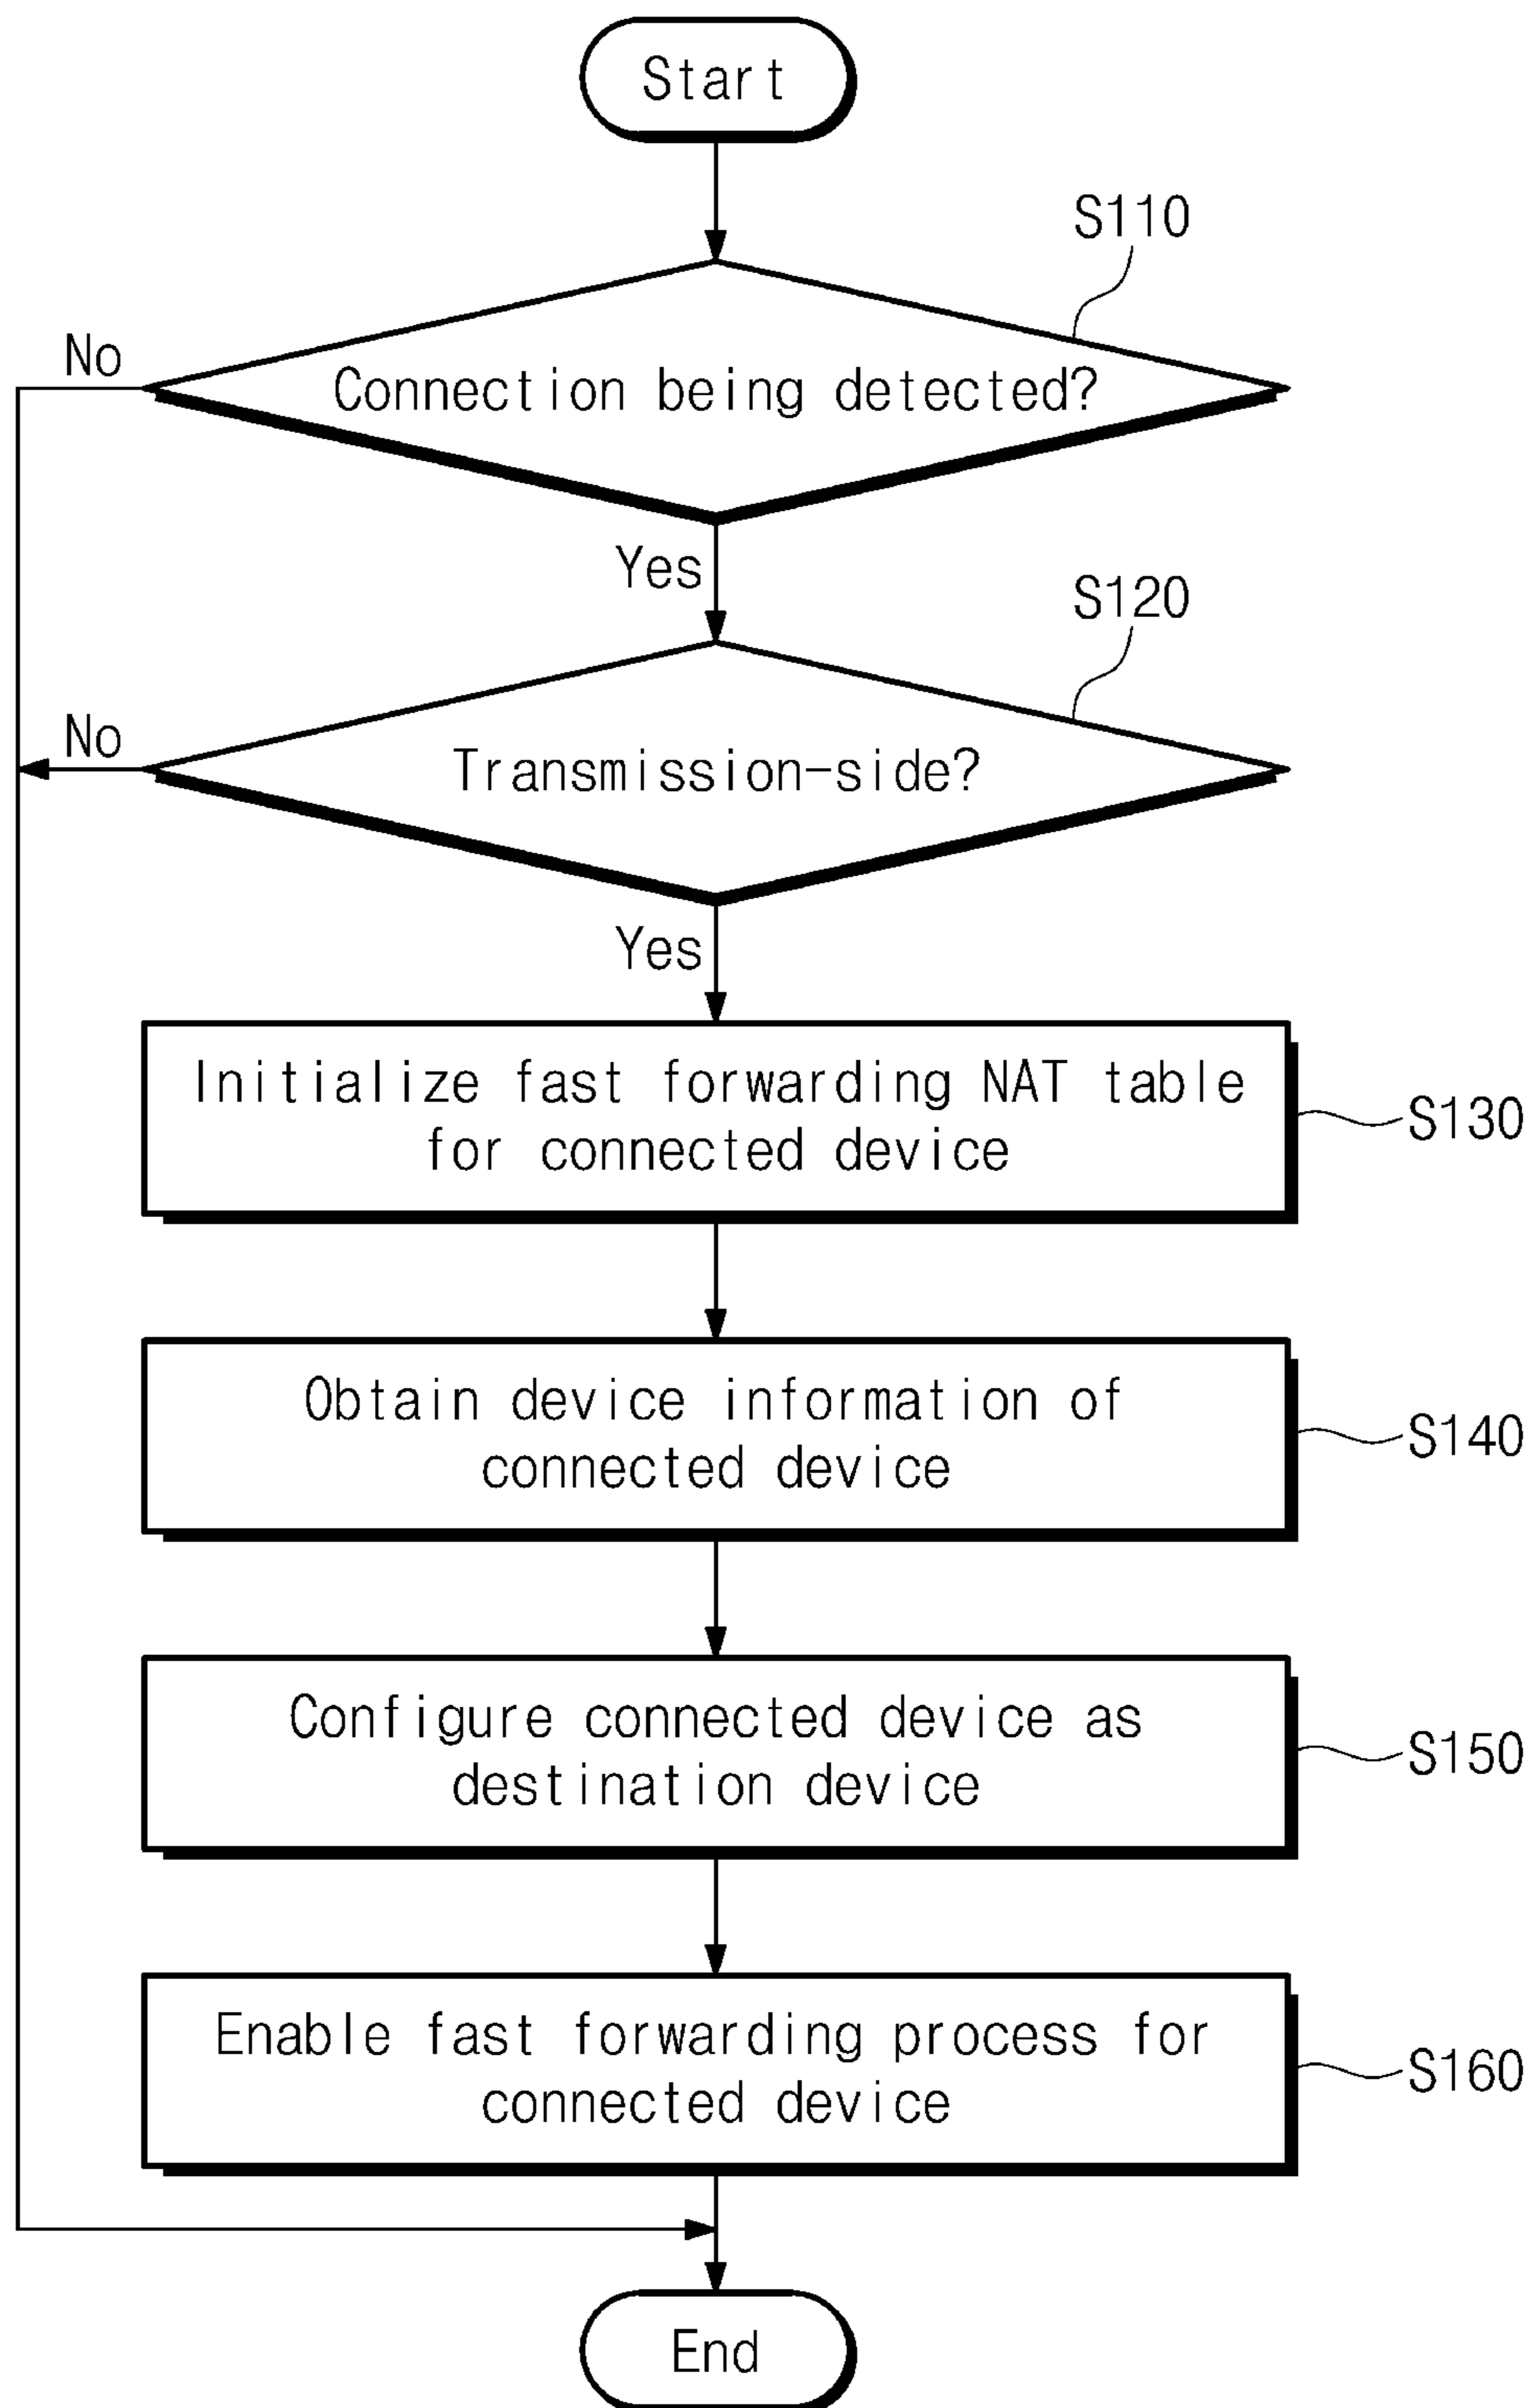 Start
S110
No
Connection being detected?
Yes
S120
No
Transmission-side?
Yes
Initialize fast forwarding NAT table
for connected device
S130
Obtain device information of
connected device
S140
Configure connected device as
destination device
S150
Enable fast forwarding process for
connected device
S160
End